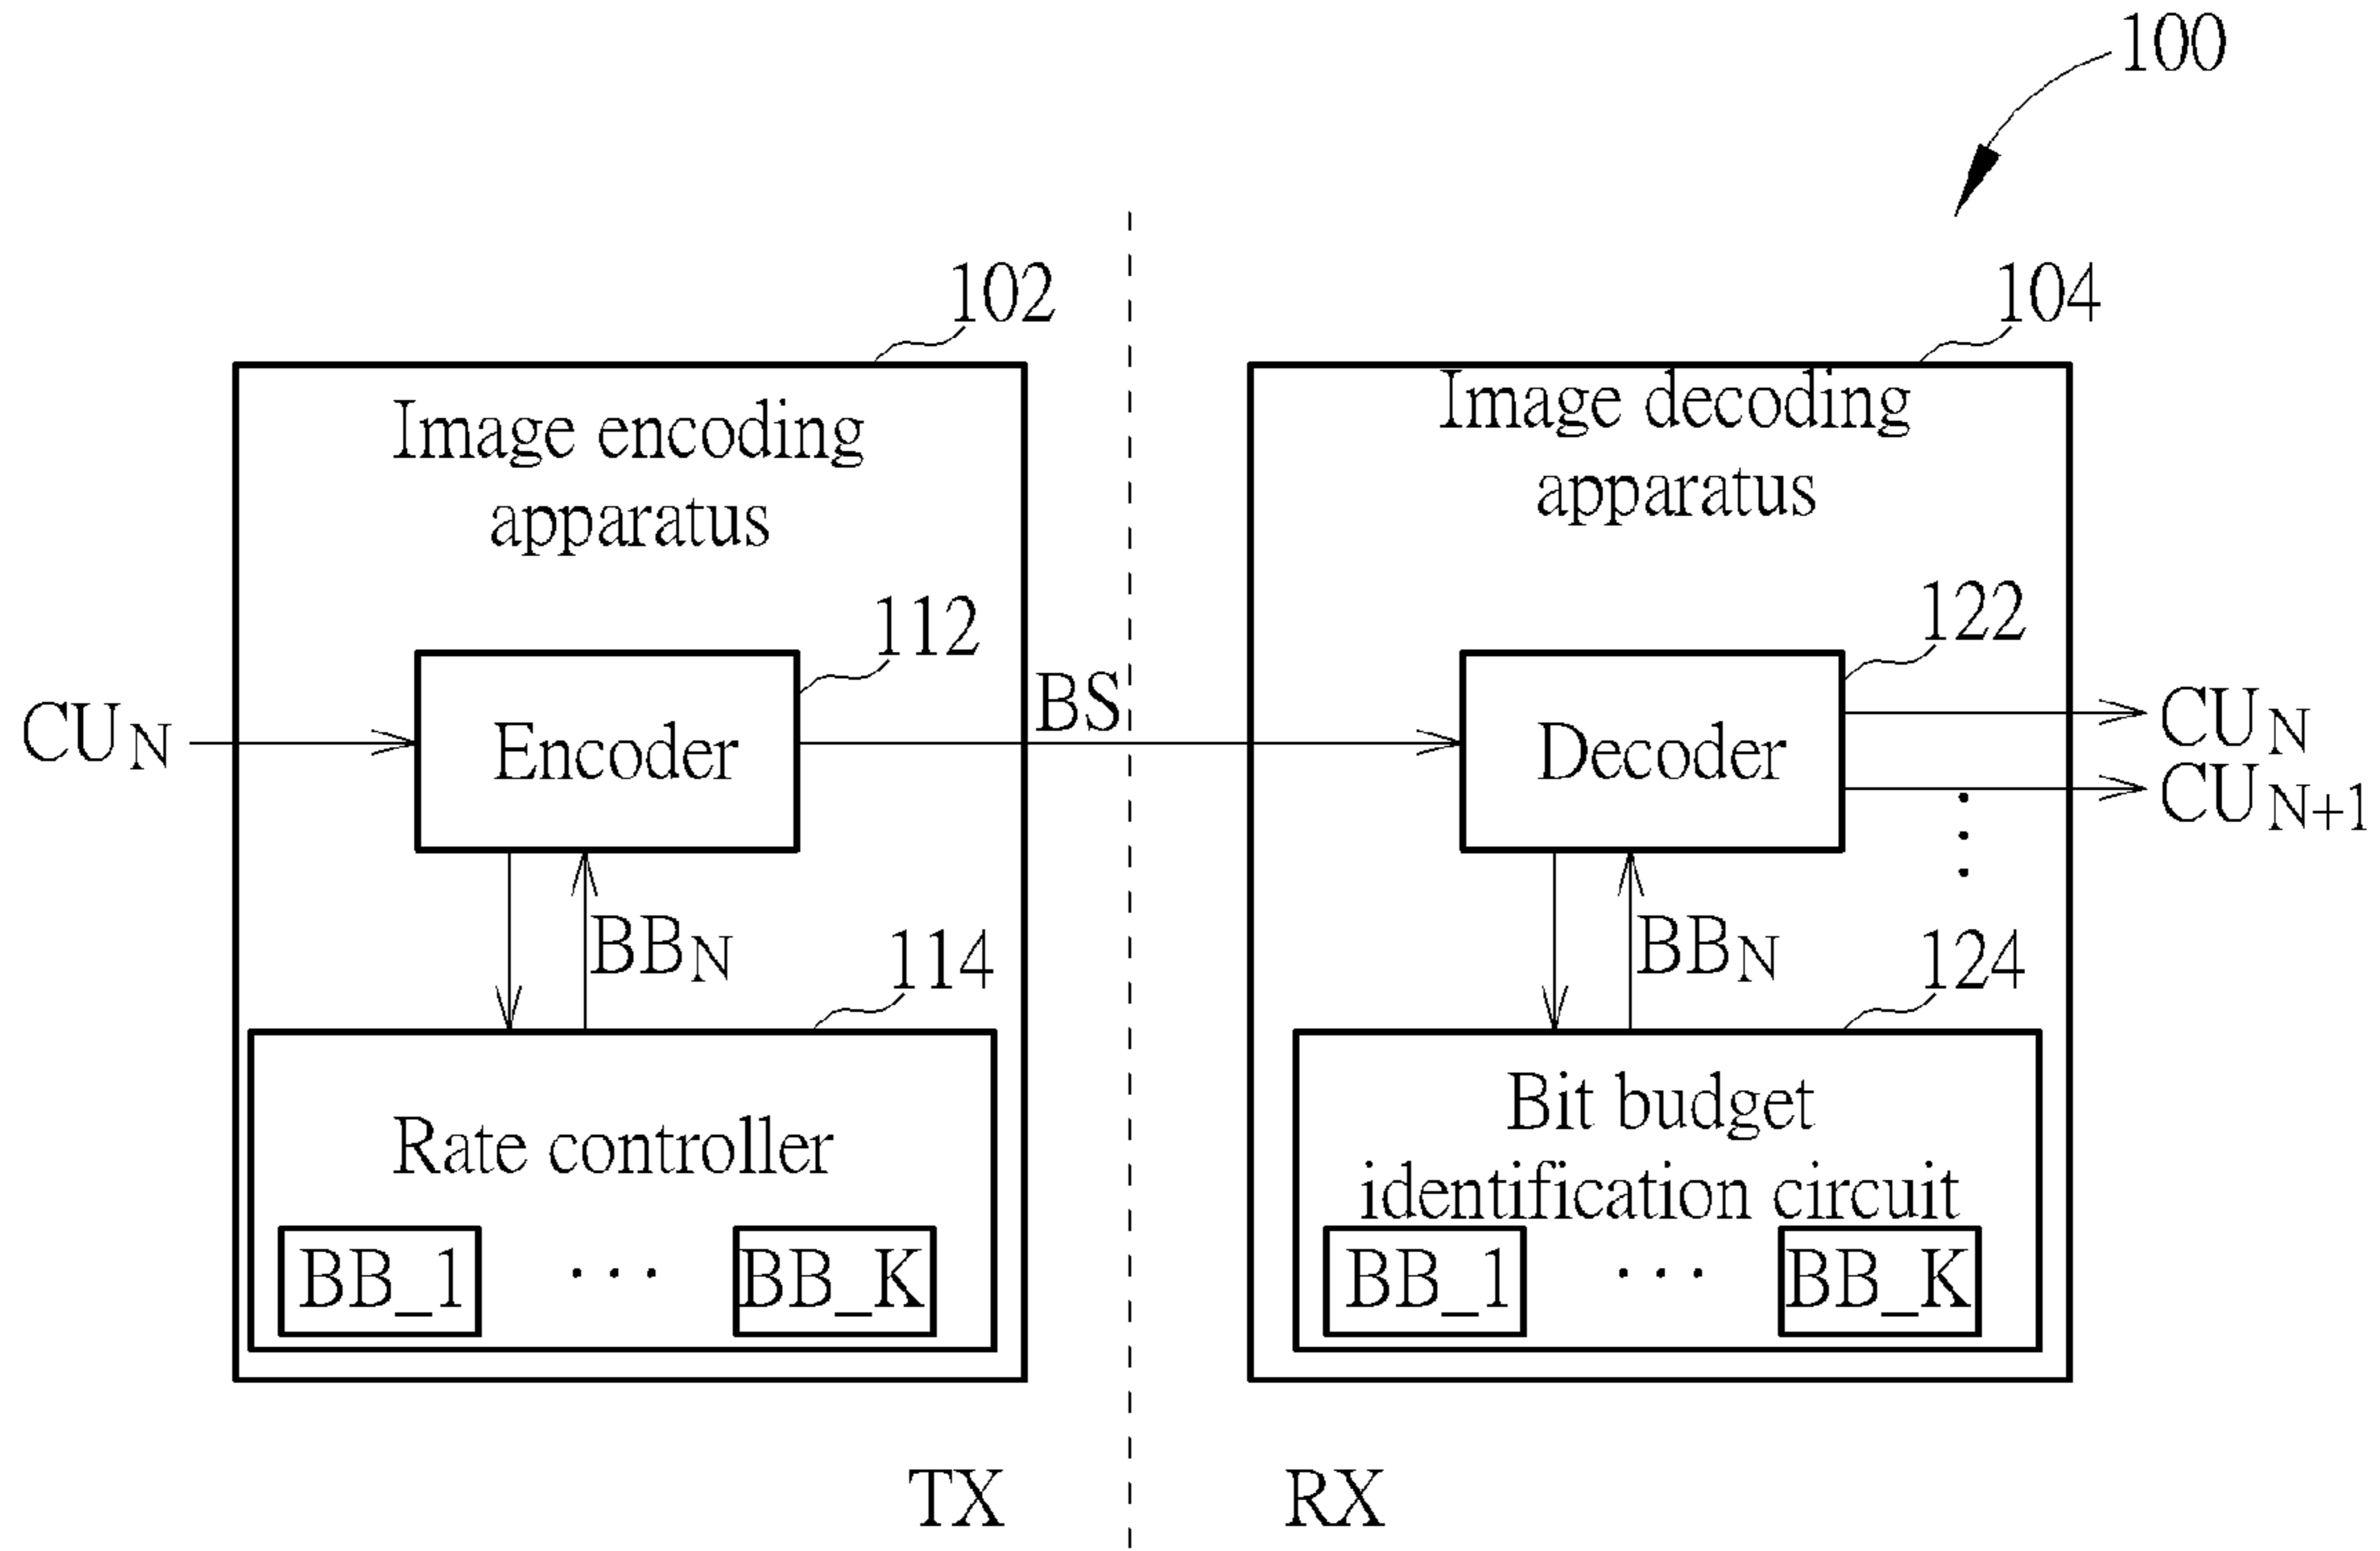 100
102
104
Image encoding
apparatus
Image decoding
apparatus
112
122
CUN
Encoder
BS
Decoder
CUN
CUN+1
BBN
114
BBN
124
Rate controller
BB_1
...
BB_K
Bit budget
identification circuit
BB_1
...
BB_K
TX
RX